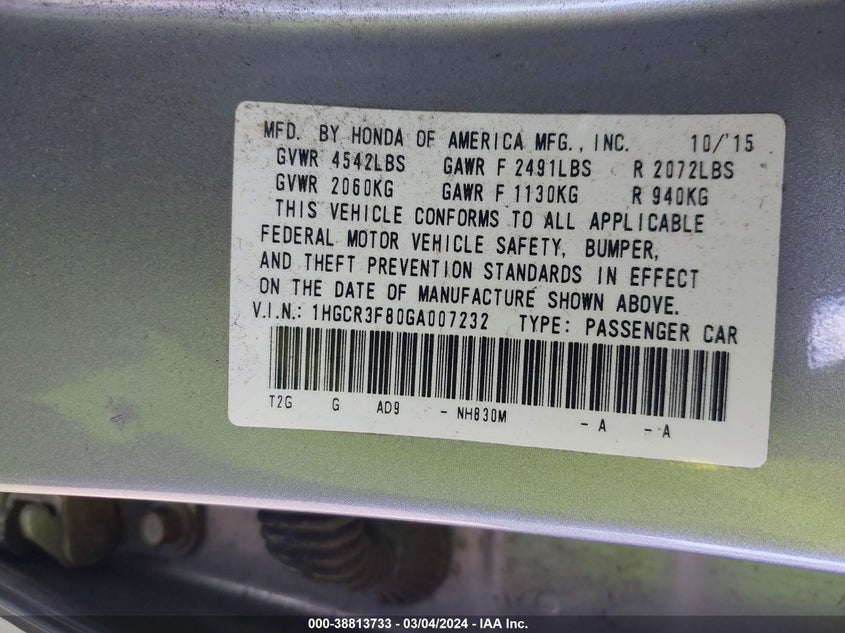 MFD. BY HONDA OF AMERICA MFG., INC. 10/'15
GVWR 4542LBS GAWR F 2491LBS R 2072LBS
GVWR 2060KG GAWR F 1130KG R 940KG
THIS VEHICLE CONFORMS TO ALL APPLICABLE
FEDERAL MOTOR VEHICLE SAFETY, BUMPER,
AND THEFT PREVENTION STANDARDS IN EFFECT
ON THE DATE OF MANUFACTURE SHOWN ABOVE.
V.I.N.: 1HGCR3F80GA007232 TYPE: PASSENGER CAR
T2G G AD9 - NH830M - A - A
000-38813733 - 03/04/2024 - IAA Inc.